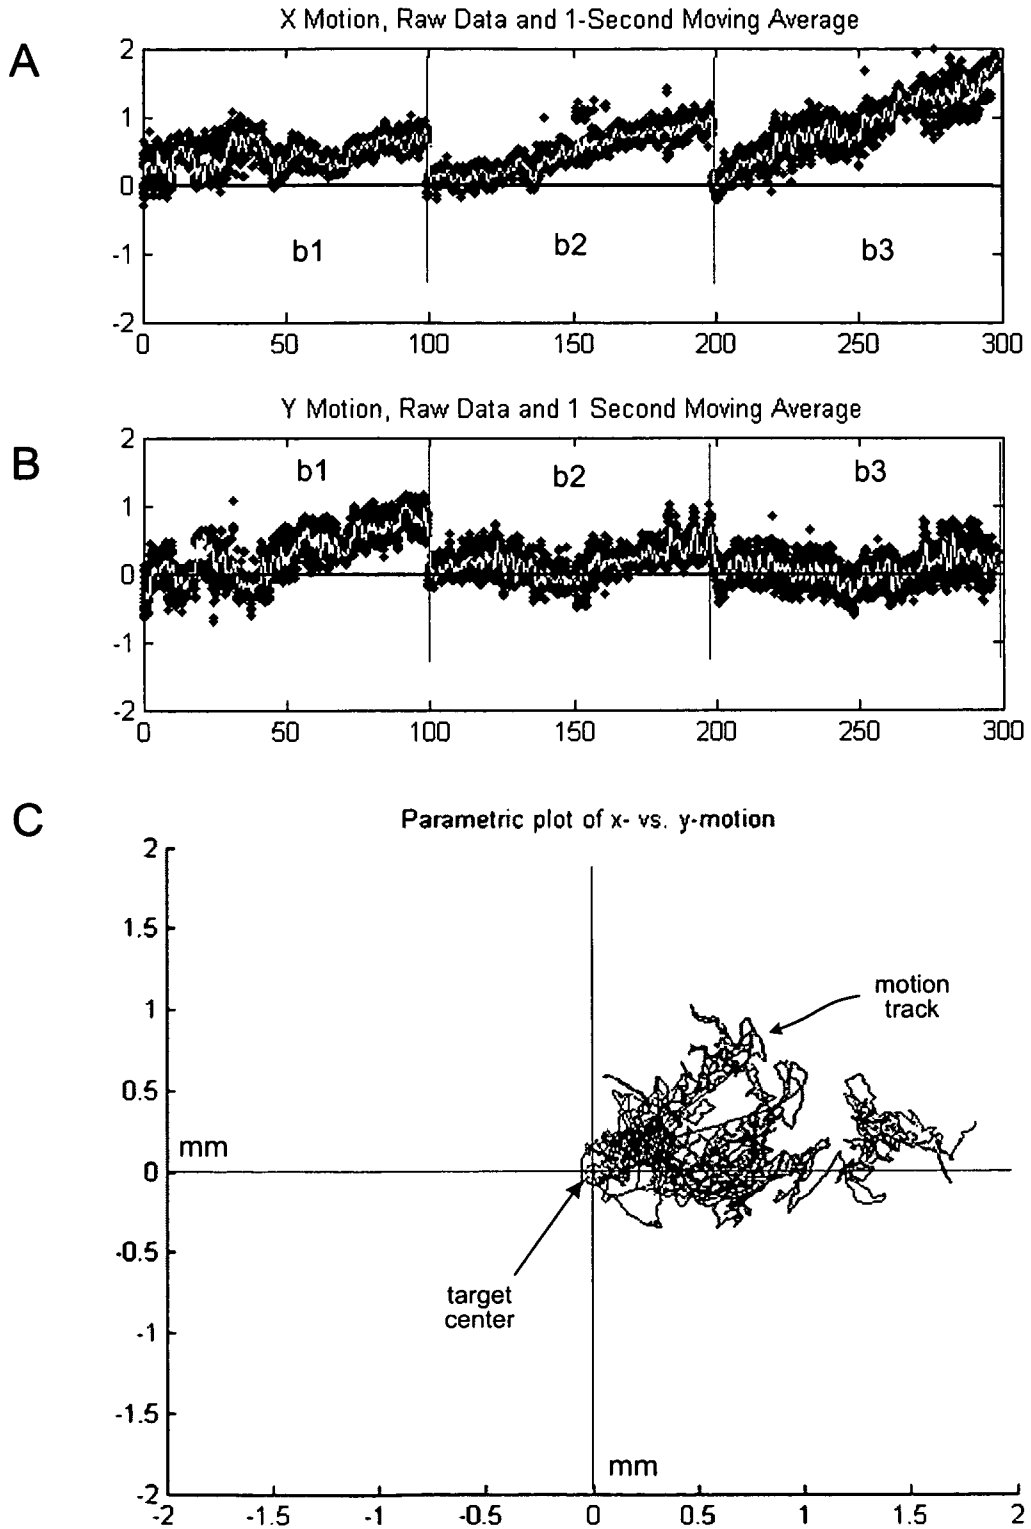 X Motion, Raw Data and 1-Second Moving Average
A
2
1
0
-1
-2
b1
b2
b3
0 50 100 150 200 250 300
Y Motion, Raw Data and 1 Second Moving Average
B
2
1
0
-1
-2
b1
b2
b3
0 50 100 150 200 250 300
C
Parametric plot of x- vs. y-motion
2
1.5
1
0.5
0
-0.5
-1
-1.5
-2
motion
track
mm
target
center
mm
-2 -1.5 -1 -0.5 0 0.5 1 1.5 2